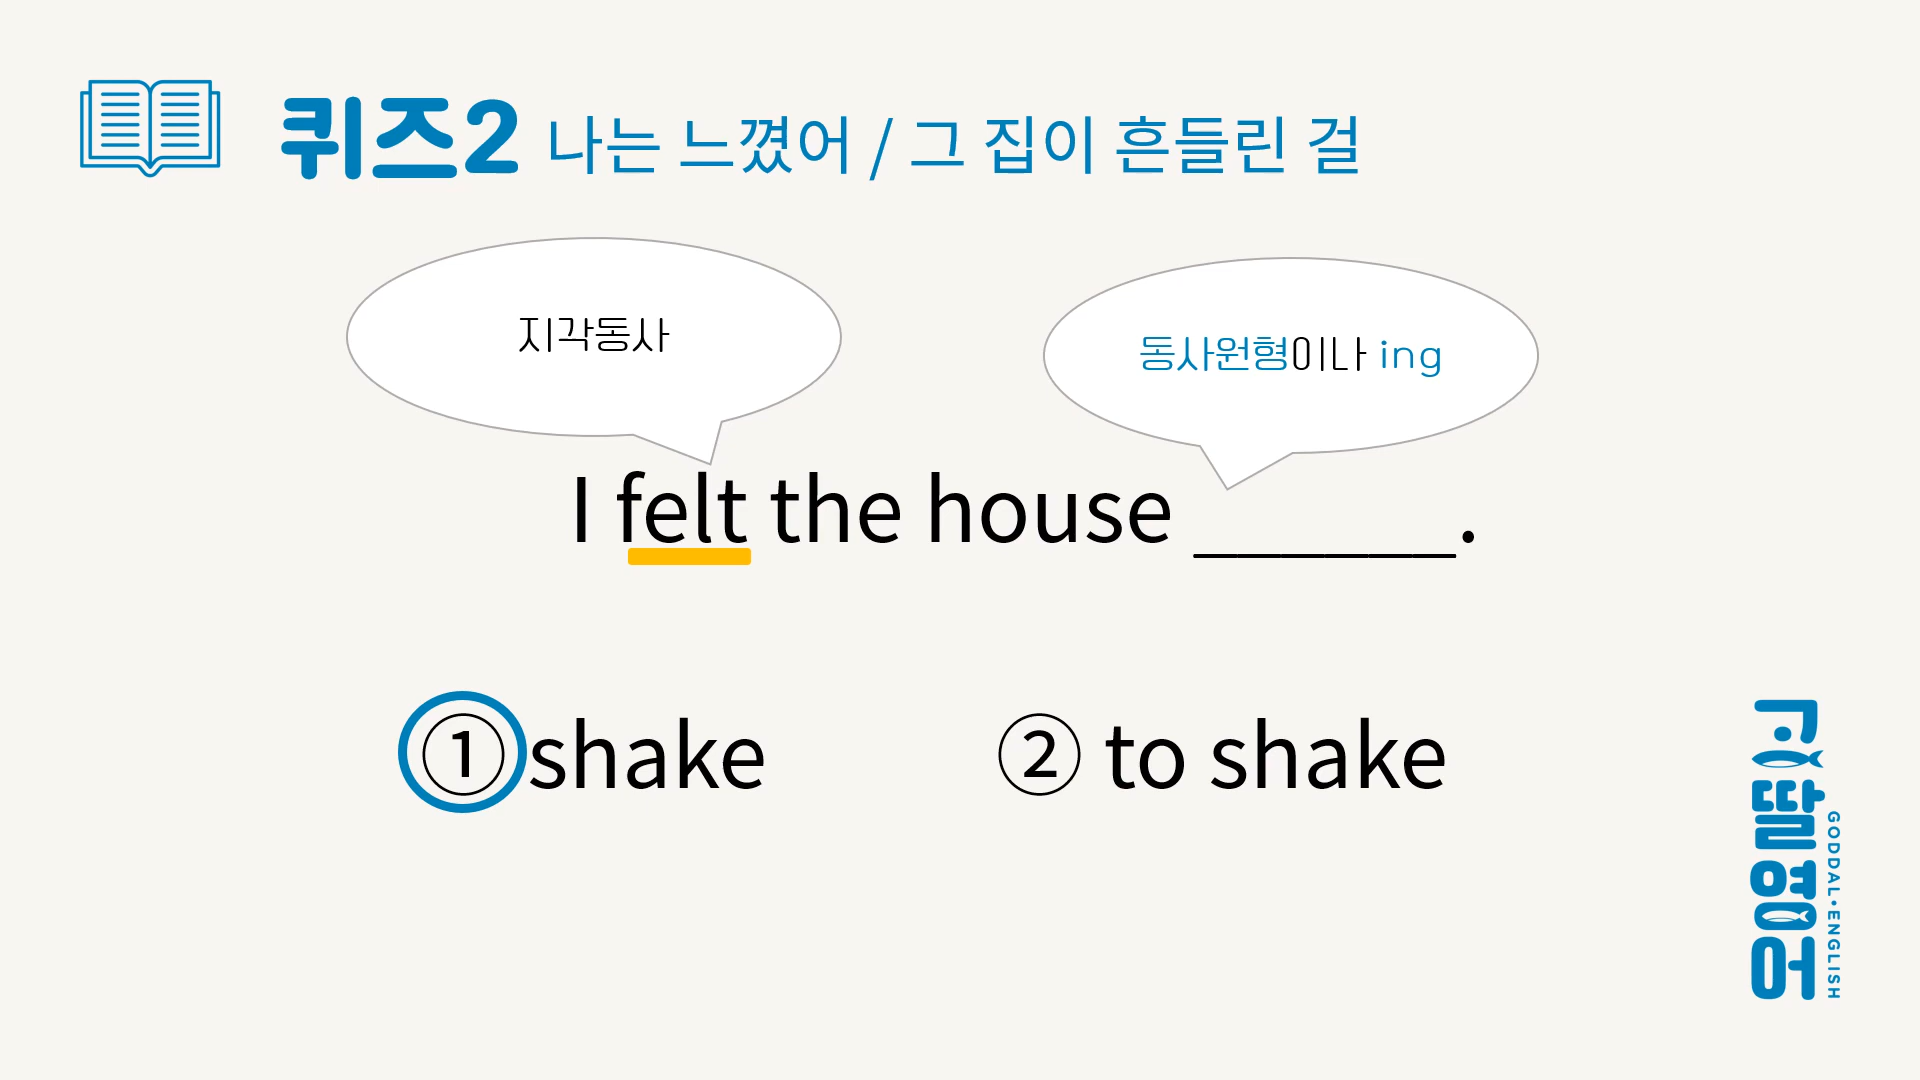 퀴즈2 나는 느꼈어 / 그 집이 흔들린 걸
지각동사
동사원형이나 ing
I felt the house ______.
① shake
② to shake
갓딸영어
GODDAL•ENGLISH